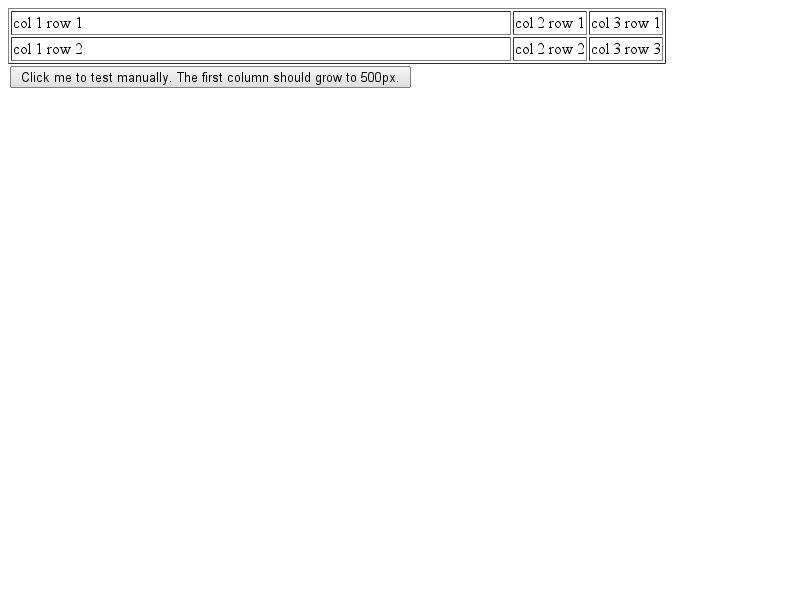 col 1 row 1 col 2 row 1 col 3 row 1
col 1 row 2 col 2 row 2 col 3 row 3
Click me to test manually. The first column should grow to 500px.